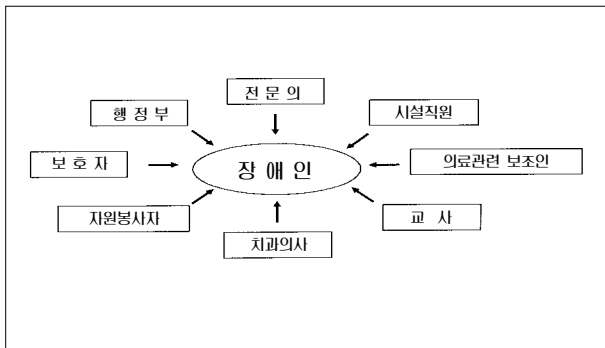 전 문 의
행 정 부
시설직원
보 호 자
장 애 인
의료관련 보조인
자원봉사자
교 사
치과의사